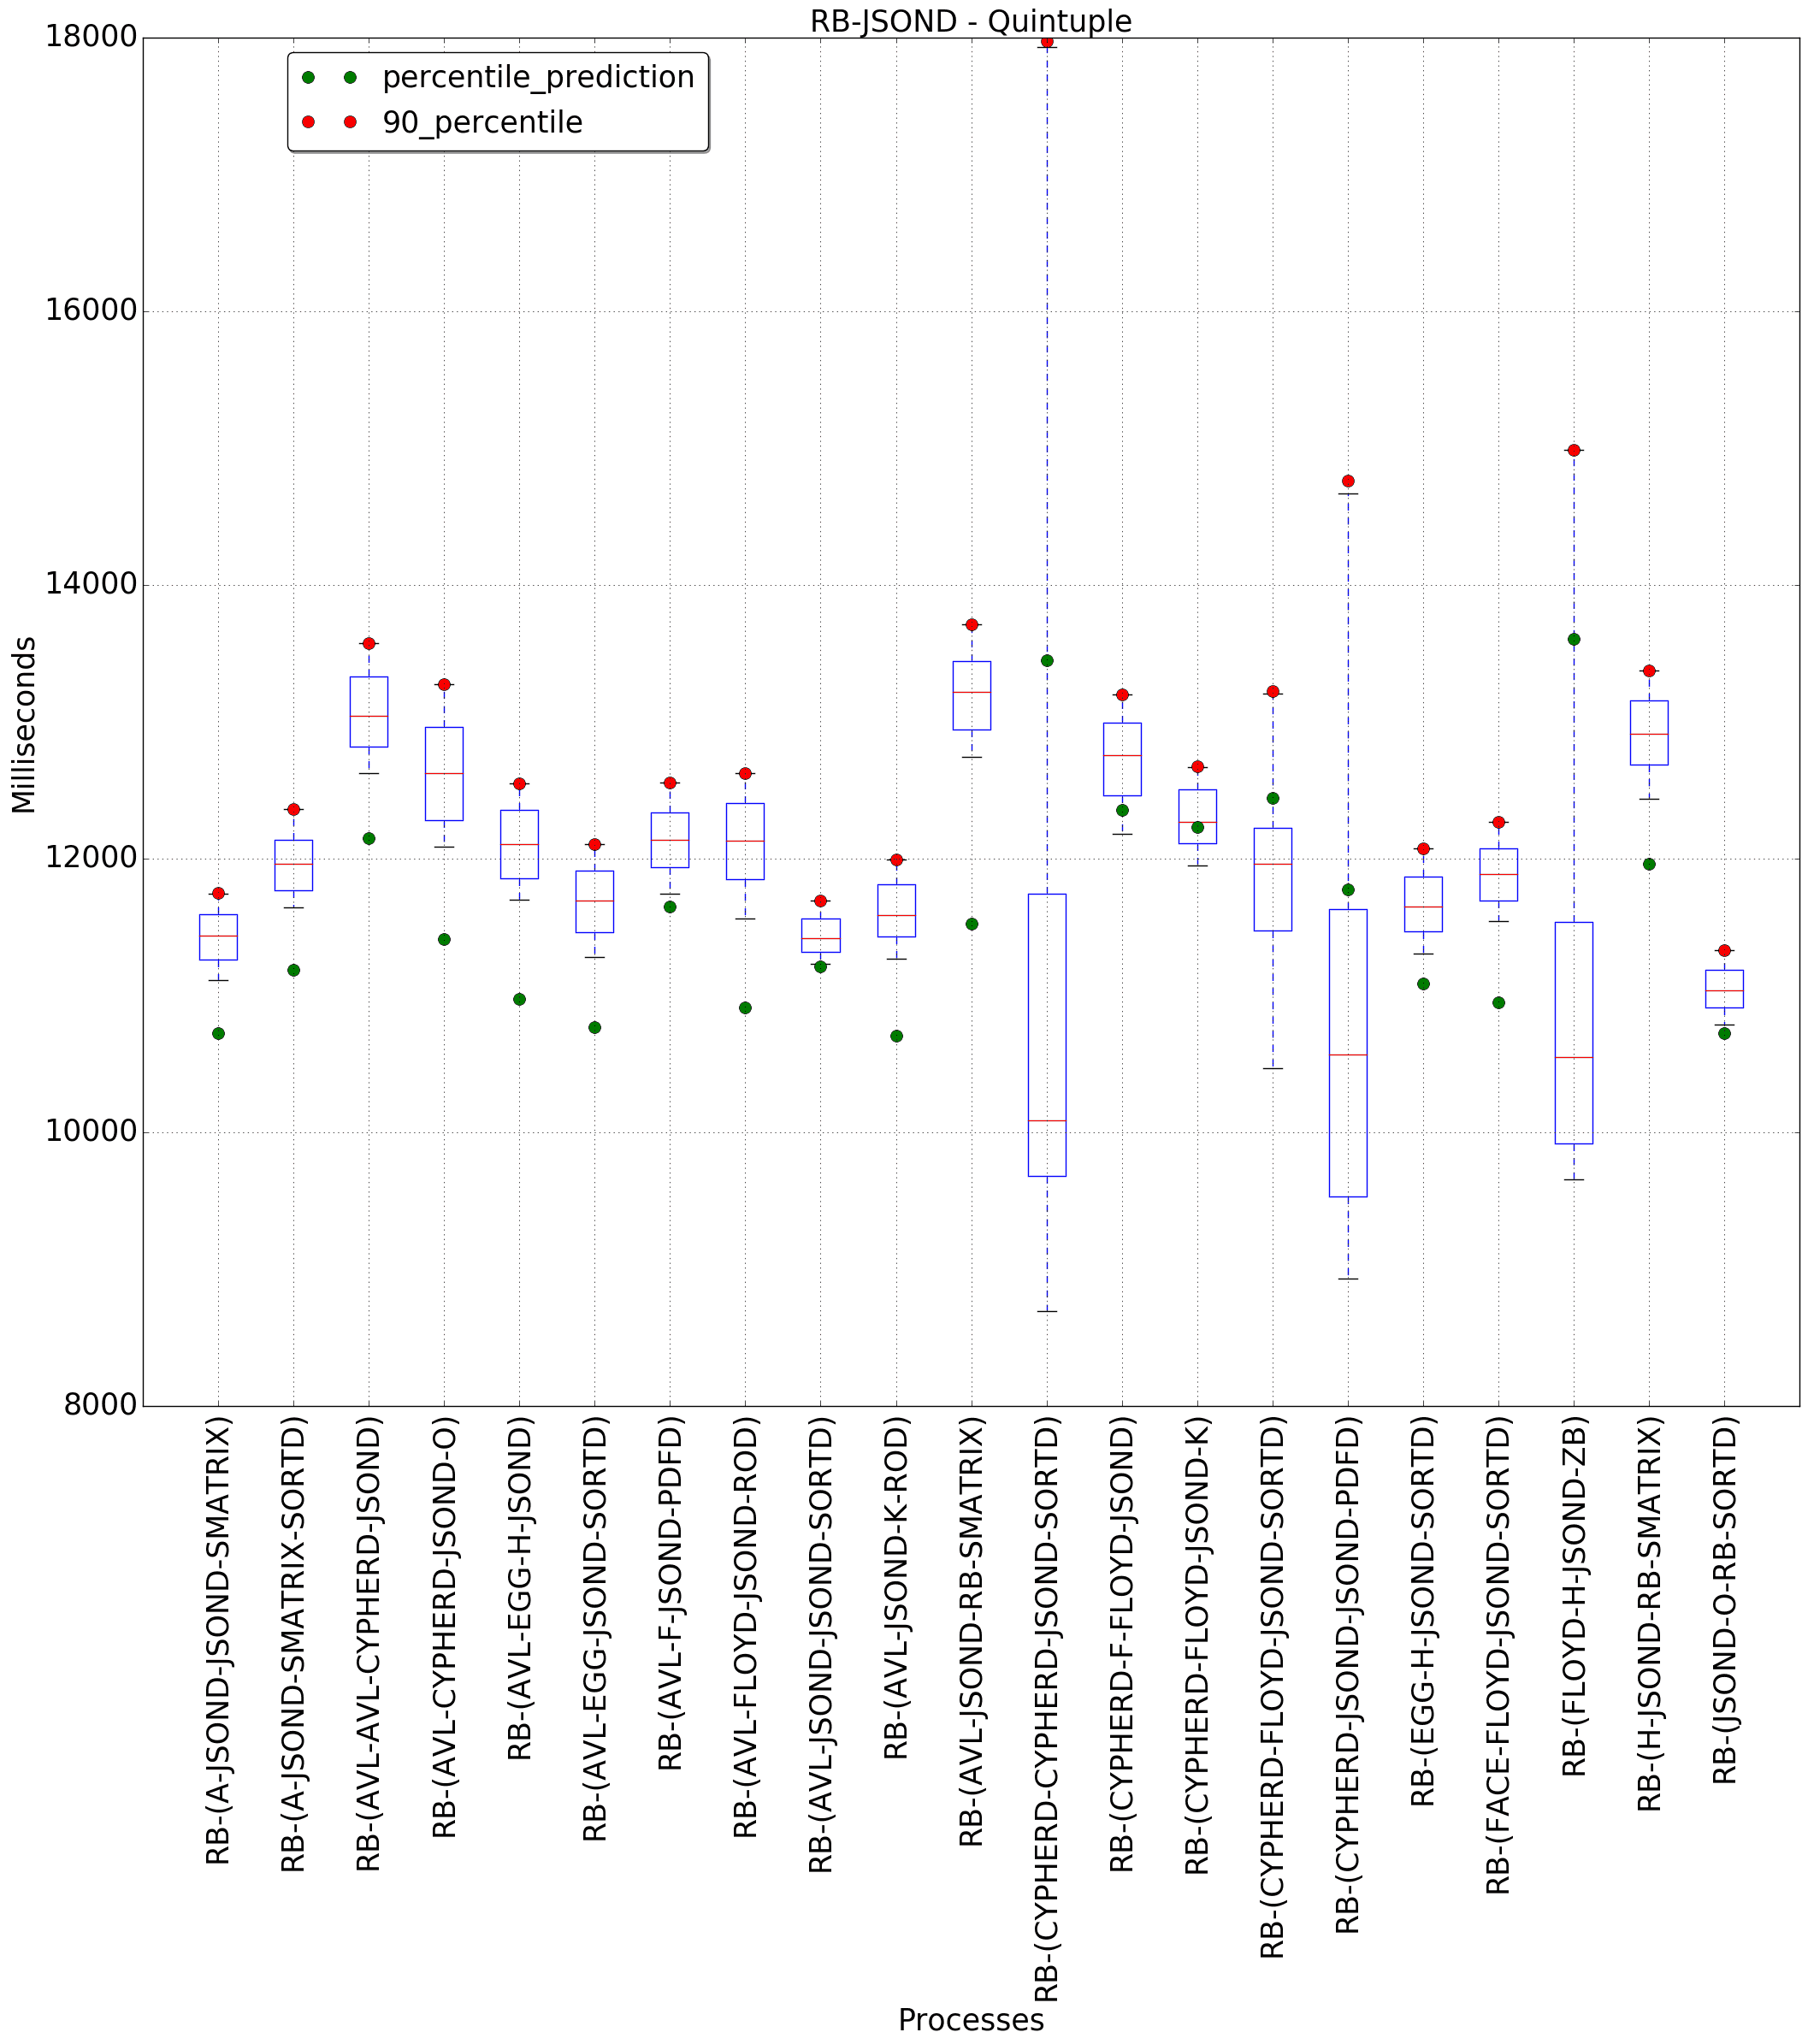 RB-JSOND - Quintuple
percentile_prediction
90_percentile
18000
16000
14000
12000
10000
8000
Milliseconds
RB-(A-JSOND-JSOND-SMATRIX)
RB-(A-JSOND-SMATRIX-SORTD)
RB-(AVL-AVL-CYPHERD-JSOND)
RB-(AVL-CYPHERD-JSOND-O)
RB-(AVL-EGG-H-JSOND)
RB-(AVL-EGG-JSOND-SORTD)
RB-(AVL-F-JSOND-PDFD)
RB-(AVL-FLOYD-JSOND-ROD)
RB-(AVL-JSOND-JSOND-SORTD)
RB-(AVL-JSOND-K-ROD)
RB-(AVL-JSOND-RB-SMATRIX)
RB-(CYPHERD-CYPHERD-JSOND-SORTD)
RB-(CYPHERD-F-FLOYD-JSOND)
RB-(CYPHERD-FLOYD-JSOND-K)
RB-(CYPHERD-FLOYD-JSOND-SORTD)
RB-(CYPHERD-JSOND-JSOND-PDFD)
RB-(EGG-H-JSOND-SORTD)
RB-(FACE-FLOYD-JSOND-SORTD)
RB-(FLOYD-H-JSOND-ZB)
RB-(H-JSOND-RB-SMATRIX)
RB-(JSOND-O-RB-SORTD)
Processes